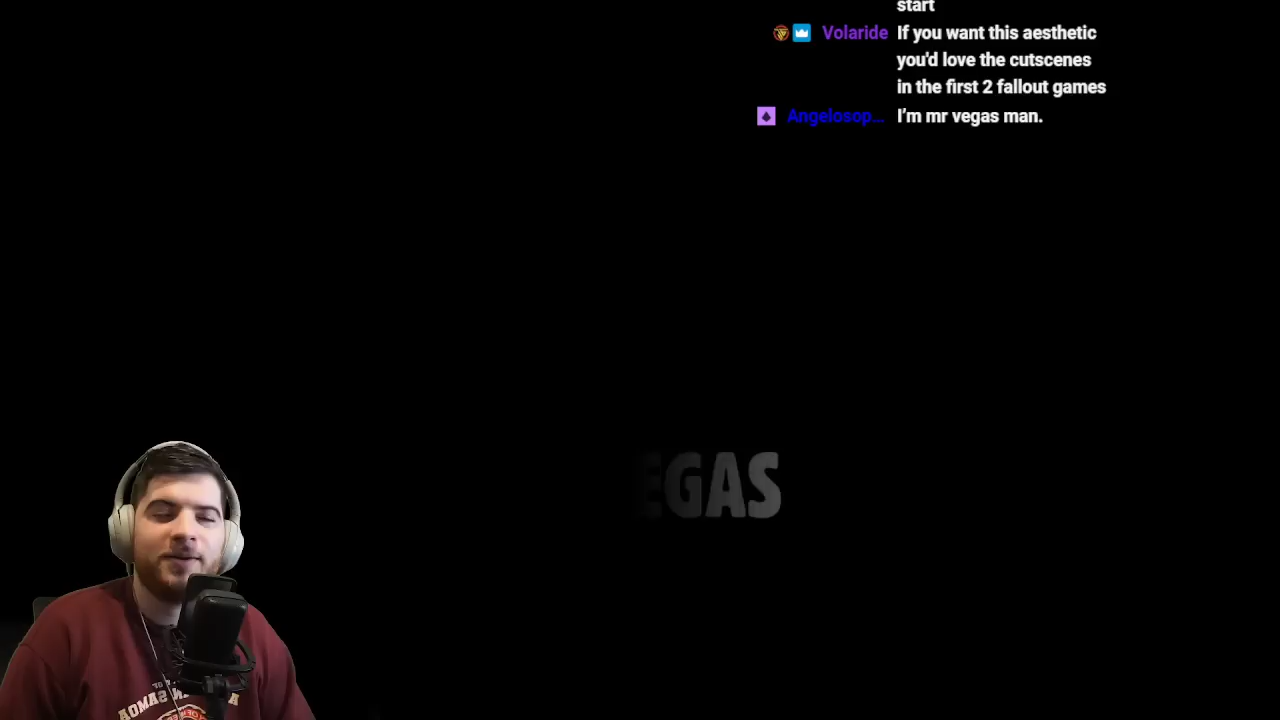 start
Volaride If you want this aesthetic
you'd love the cutscenes
in the first 2 fallout games
Angelosop... I'm mr vegas man.
EGAS